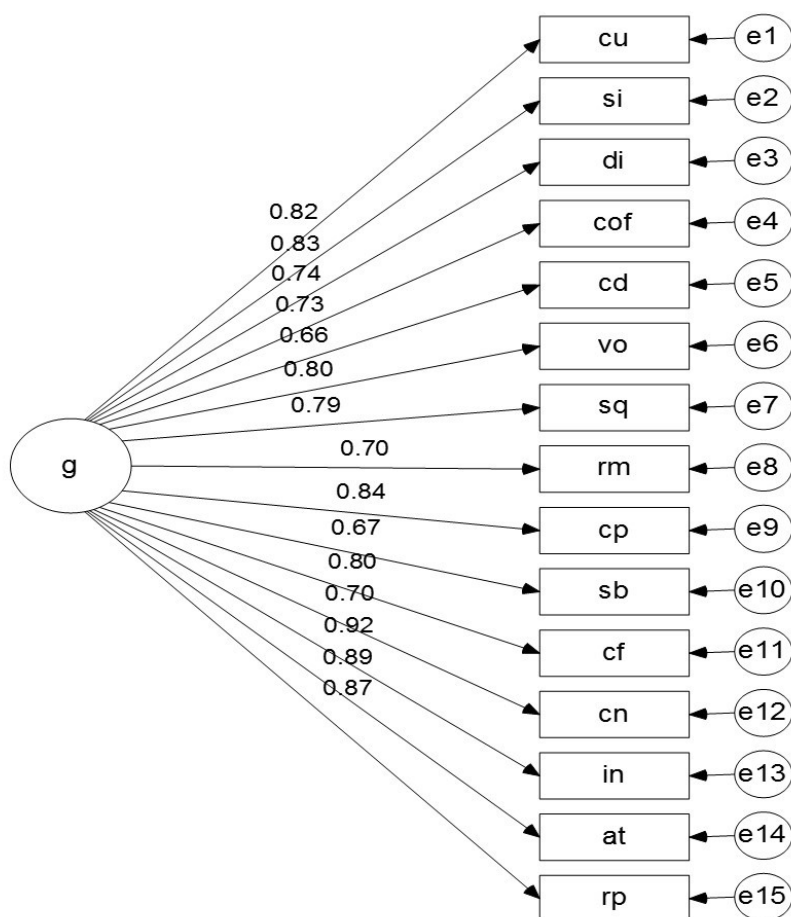 cu e1
si e2
di e3
0.82
cof e4
0.83
0.74
cd e5
0.73
0.66
vo e6
0.80
0.79
sq e7
0.70
g
rm e8
0.84
cp e9
0.67
0.80
sb e10
0.70
0.92
cf e11
0.89
0.87
cn e12
in e13
at e14
rp e15